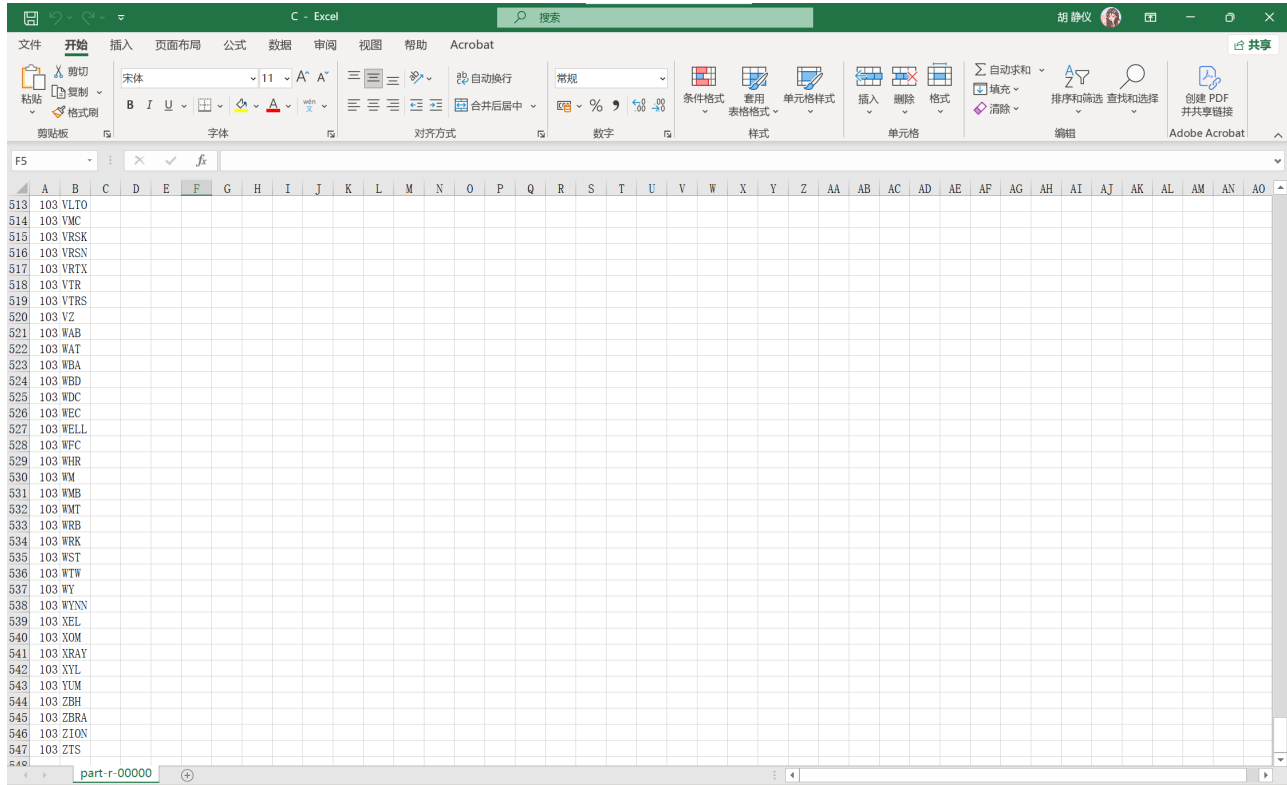 C - Excel
搜索
胡 静仪
文件 开始 插入 页面布局 公式 数据 审阅 视图 帮助 Acrobat 共享
粘贴 剪切 复制 格式刷
剪贴板
宋体 11 A A
B I U A wén 文
字体
自动换行
合并后居中
对齐方式
常规
% .00
数字
条件格式 套用 表格格式 单元格样式
样式
插入 删除 格式
单元格
自动求和 填充 清除 排序和筛选 查找和选择
编辑
创建 PDF 并共享链接
Adobe Acrobat
F5 fx
A B C D E F G H I J K L M N O P Q R S T U V W X Y Z AA AB AC AD AE AF AG AH AI AJ AK AL AM AN AO
513 103 VLTO
514 103 VMC
515 103 VRSK
516 103 VRSN
517 103 VRTX
518 103 VTR
519 103 VTRS
520 103 VZ
521 103 WAB
522 103 WAT
523 103 WBA
524 103 WBD
525 103 WDC
526 103 WEC
527 103 WELL
528 103 WFC
529 103 WHR
530 103 WM
531 103 WMB
532 103 WMT
533 103 WRB
534 103 WRK
535 103 WST
536 103 WTW
537 103 WY
538 103 WYNN
539 103 XEL
540 103 XOM
541 103 XRAY
542 103 XYL
543 103 YUM
544 103 ZBH
545 103 ZBRA
546 103 ZION
547 103 ZTS
548
part-r-00000